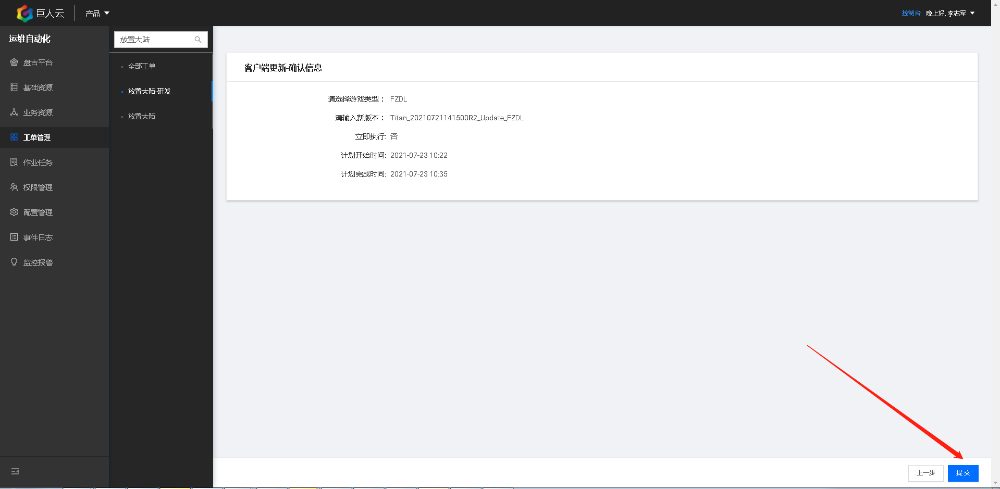 巨人云
产品
控制台 晚上好, 李志军
运维自动化
盘古平台
基础资源
业务资源
工单管理
作业任务
权限管理
配置管理
事件日志
监控报警
放置大陆
全部工单
放置大陆-研发
放置大陆
客户端更新-确认信息
请选择游戏类型： FZDL
请输入新版本： Titan_20210721141500R2_Update_FZDL
立即执行: 否
计划开始时间: 2021-07-23 10:22
计划完成时间: 2021-07-23 10:35
上一步
提交